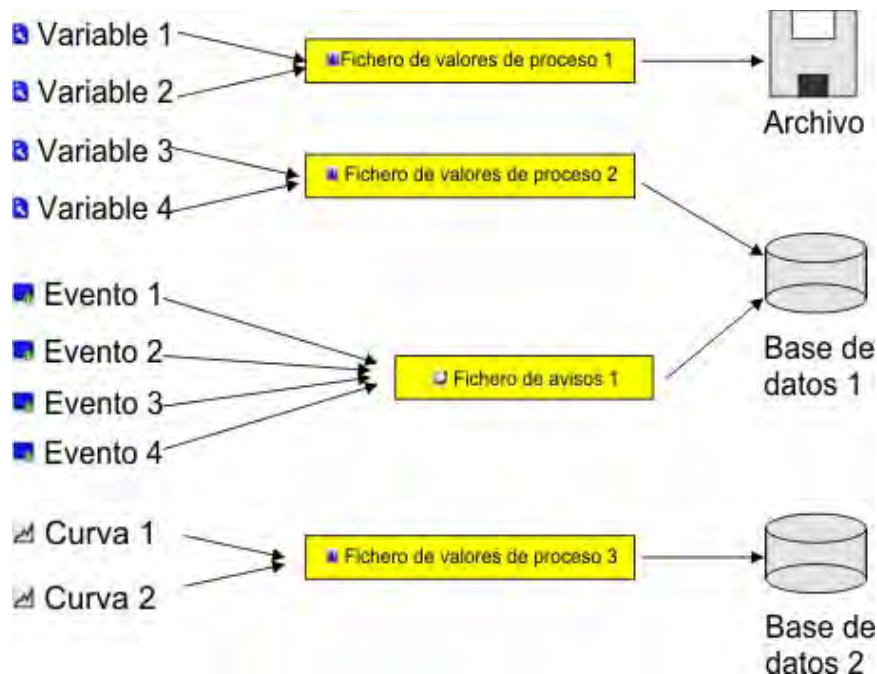 Variable 1
Variable 2
Variable 3
Variable 4
Evento 1
Evento 2
Evento 3
Evento 4
Curva 1
Curva 2
Fichero de valores de proceso 1
Fichero de valores de proceso 2
Fichero de avisos 1
Fichero de valores de proceso 3
Archivo
Base de
datos 1
Base de
datos 2